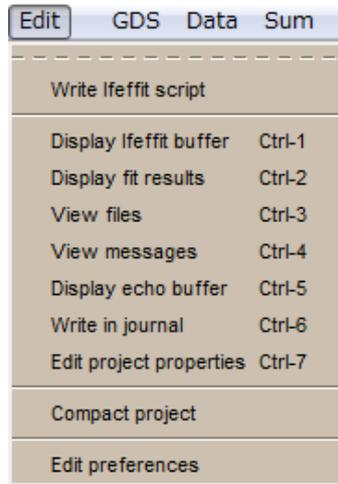 Edit GDS Data Sum
Write Ifeffit script
Display Ifeffit buffer Ctrl-1
Display fit results Ctrl-2
View files Ctrl-3
View messages Ctrl-4
Display echo buffer Ctrl-5
Write in journal Ctrl-6
Edit project properties Ctrl-7
Compact project
Edit preferences